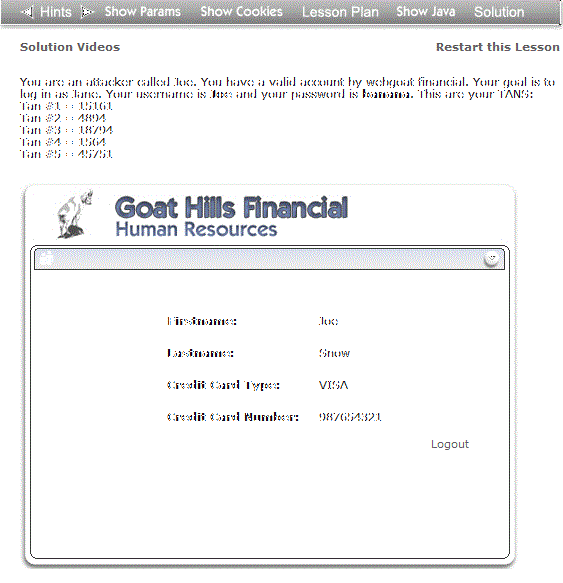 Hints Show Params Show Cookies Lesson Plan Show Java Solution
Solution Videos Restart this Lesson
You are an attacker called Joe. You have a valid account by webgoat financial. Your goal is to
log in as Jane. Your username is Joe and your password is banana. This are your TANS:
Tan #1 = 15161
Tan #2 = 4894
Tan #3 = 18794
Tan #4 = 1564
Tan #5 = 45751
Goat Hills Financial
Human Resources
Firstname: Joe
Lastname: Snow
Credit Card Type: VISA
Credit Card Number: 987654321
Logout